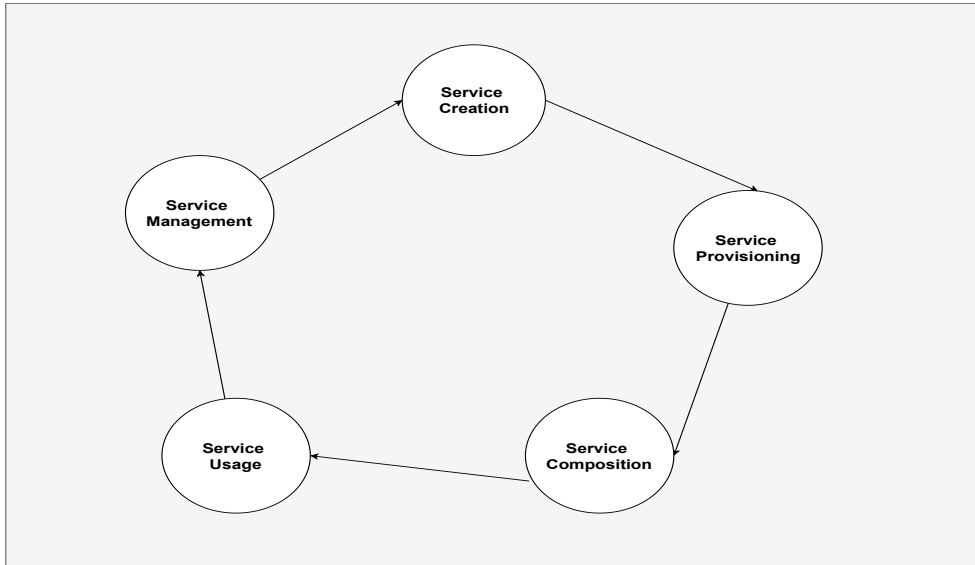 Service
Creation
Service
Provisioning
Service
Composition
Service
Usage
Service
Management